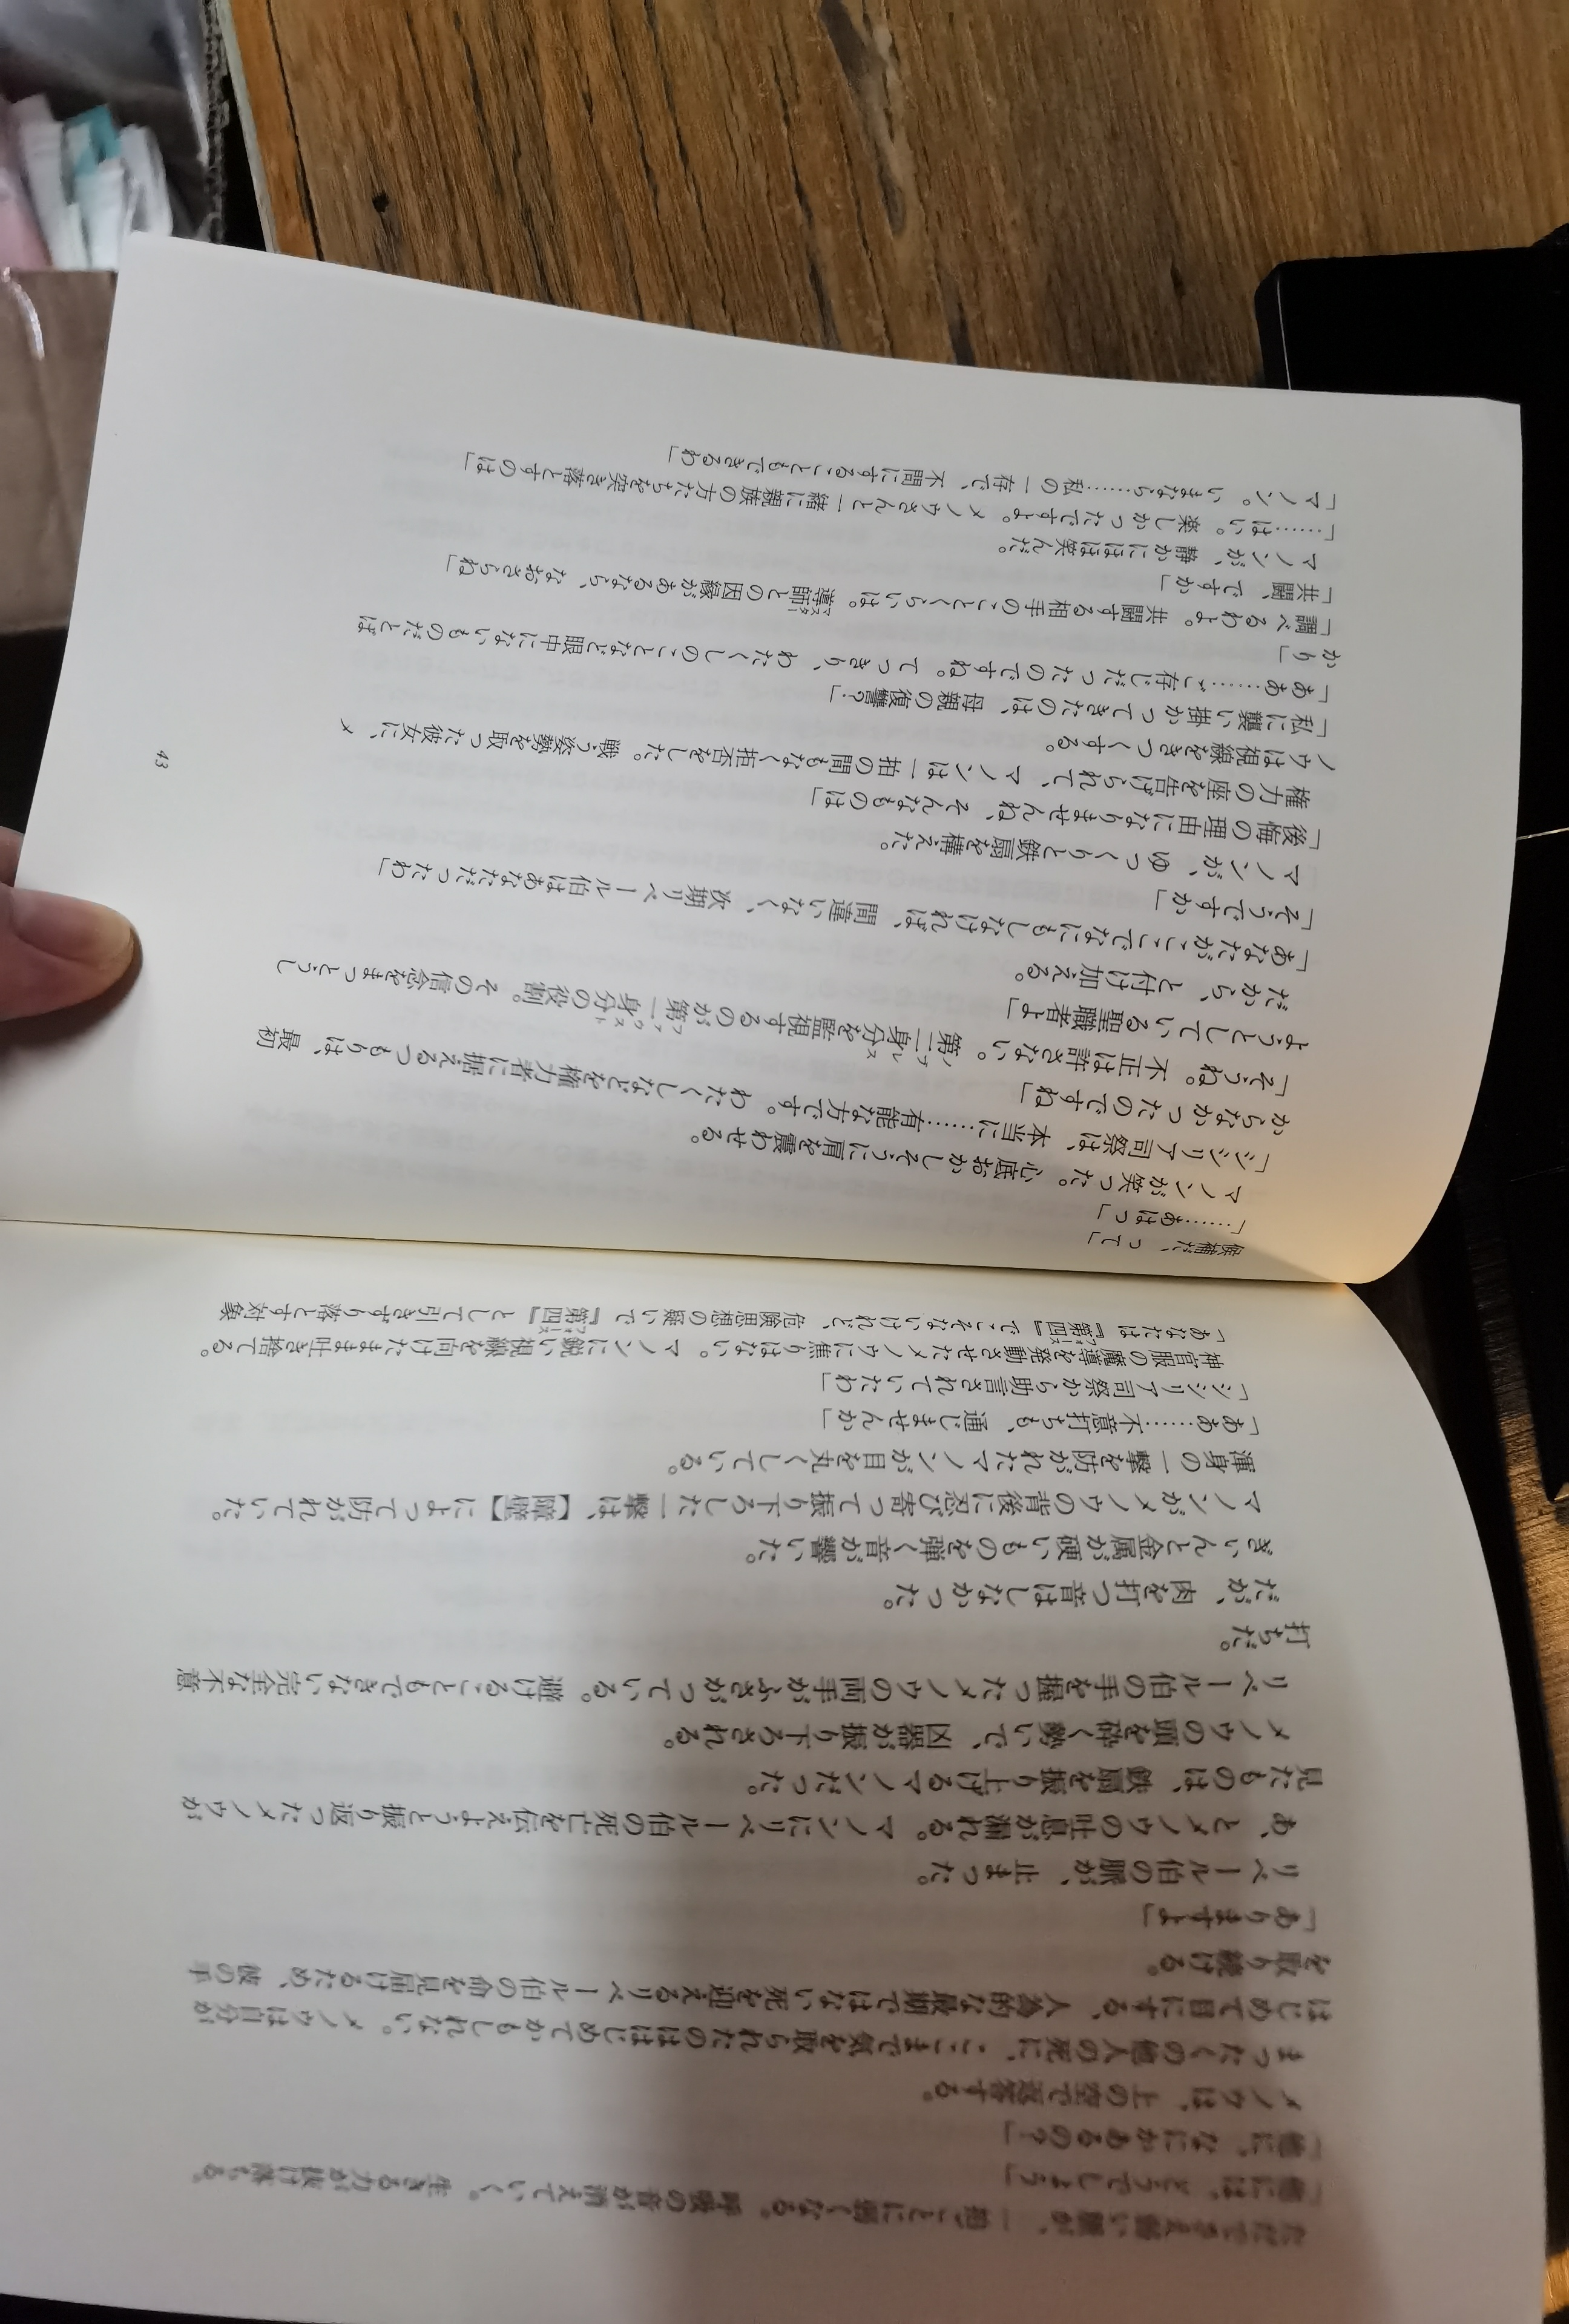 ただでさえ弱い脈が、一拍ごとに弱くなる。呼吸の音が消えていく。生きる力が抜け落ちる。
「他には。どうでしょう」
「他に。なにかあるの？」
メノウは、上の空で返答する。
まったくの他人の死に、ここまで気を取られたのははじめてかもしれない。メノウは自分が
はじめて目にする、人為的な最期ではない死を迎えるリベール伯の命を見届けるため、彼の手
を取り続ける。
「ありますよ」
リベール伯の脈が、止まった。
あ、とメノウの吐息が漏れる。マノンにリベール伯の死亡を伝えようと振り返ったメノウが
見たものは、鉄扇を振り上げるマノンだった。
メノウの頭を砕く勢いで、凶器が振り下ろされる。
リベール伯の手を握ったメノウの両手がふさがっている。避けることもできない完全な不意
打ちだ。
だが、肉を打つ音はしなかった。
ぎぃんと金属が硬いものを弾く音が響いた。
マノンがメノウの背後に忍び寄って振り下ろした一撃は、【障壁】によって防がれていた。
渾身の一撃を防がれたマノンが目を丸くしている。
「ああ……不意打ちも、通じませんか」
「シシリア司祭から助言されていたわ」
神官服の魔導を発動させたメノウに焦りはない。マノンに鋭い視線を向けたまま吐き捨てる。
「あなたは『第四フォース』でこそないけれど、危険思想の疑いで『第四フォース』として引きずり落とす対象
候補だ、って」
「……あはっ」
マノンが笑った。心底おかしそうに肩を震わせる。
「シシリア司祭は、本当に……有能な方です。わたくしなどを権力者に据えるつもりは、最初
からなかったのですね」
「そうね。不正は許さない。第二身分ノブレスを監視するのが第一身分ファウストの役割。その信念をまっとうし
ようとしている聖職者よ」
だから、と付け加える。
「あなたがここでなにもしなければ、間違いなく、次期リベール伯はあなただったわ」
「そうですか」
マノンが、ゆっくりと鉄扇を構えた。
「後悔の理由になりませんね、そんなものは」
権力の座を告げられて、マノンは一拍の間もなく拒否をした。戦う姿勢を取った彼女に、メ
ノウは視線をきつくする。
「私に襲い掛かってきたのは、母親の復讐？」
「ああ……ご存じだったのですね。てっきり、わたくしのことなど眼中にないものだとば
かり」
「調べるわよ。共闘する相手のことくらいは。導師マスターとの因縁があるなら、なおさらね」
「共闘、ですか」
マノンが、静かにほほ笑んだ。
「……はい。楽しかったですよ。メノウさんと一緒に親族の方たちを突き落とすのは」
「マノン。いまなら……私の一存で、不問にすることもできるわ」
43